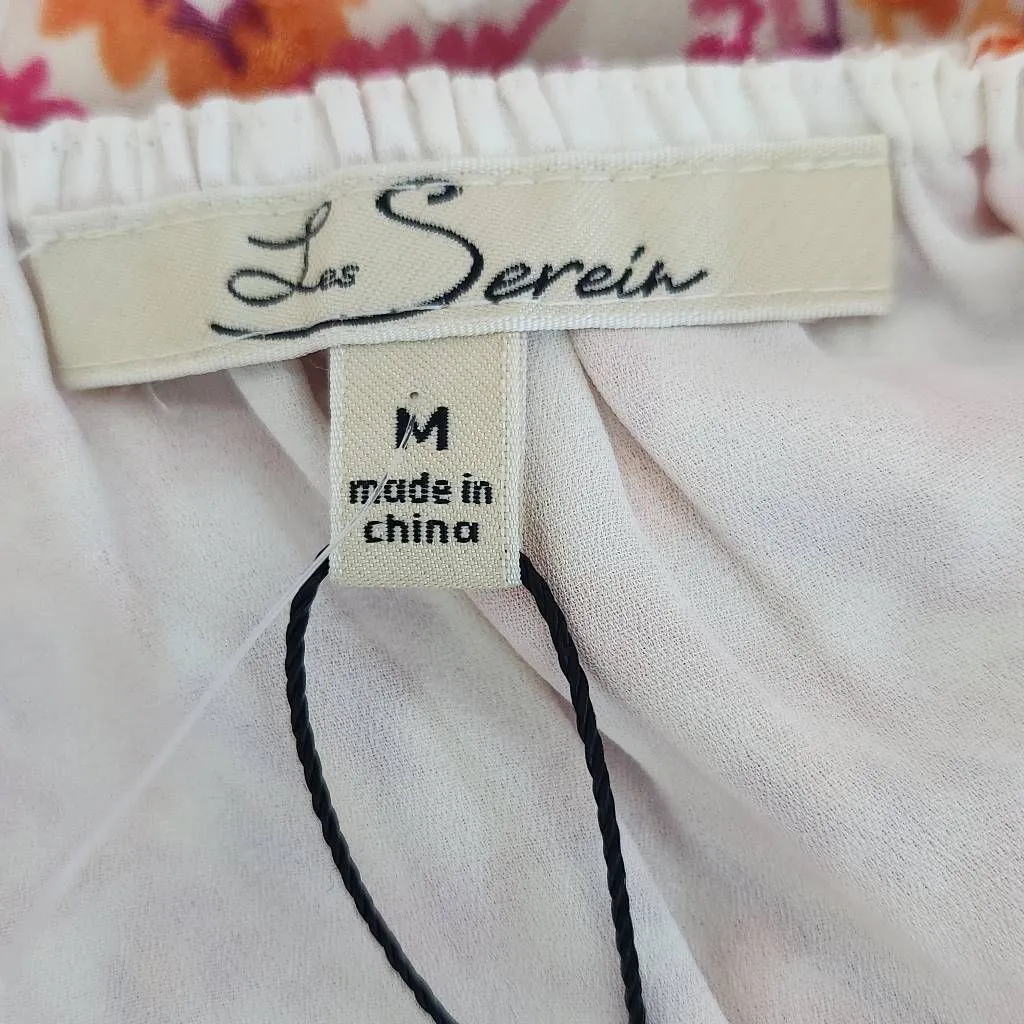 Les Serein
M
made in
china